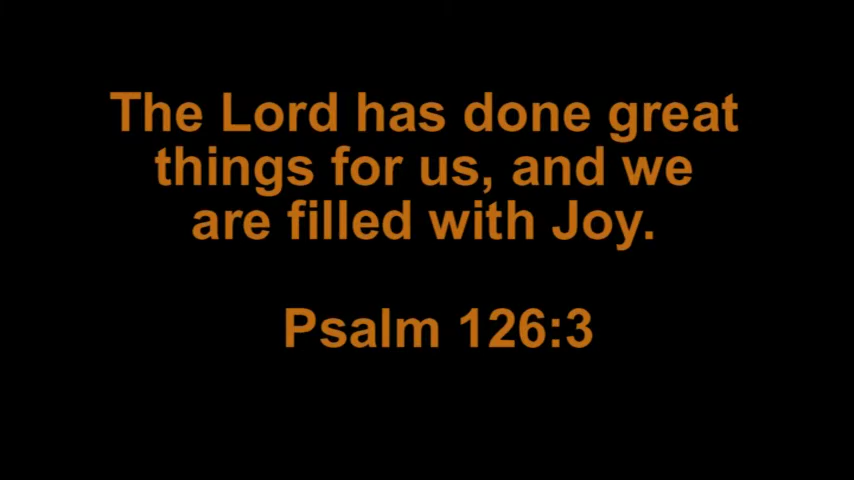 The Lord has done great
things for us, and we
are filled with Joy.
Psalm 126:3